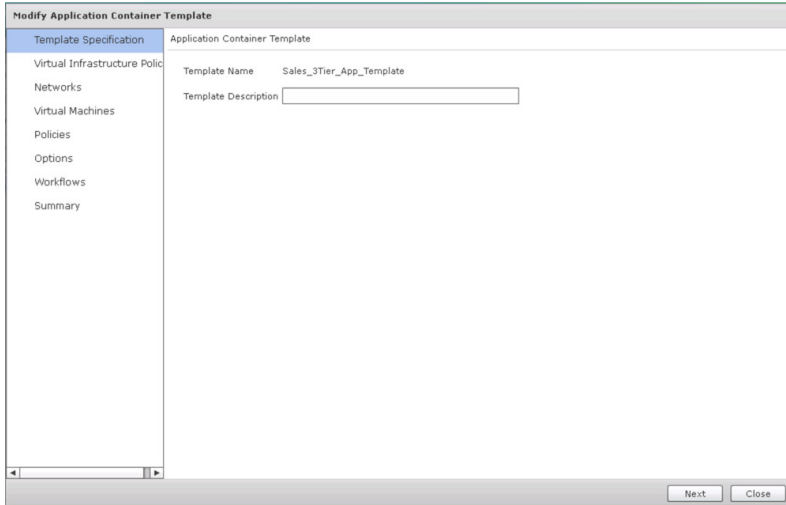 Modify Application Container Template
Template Specification
Virtual Infrastructure Polic
Networks
Virtual Machines
Policies
Options
Workflows
Summary
Application Container Template
Template Name Sales_3Tier_App_Template
Template Description
Next Close